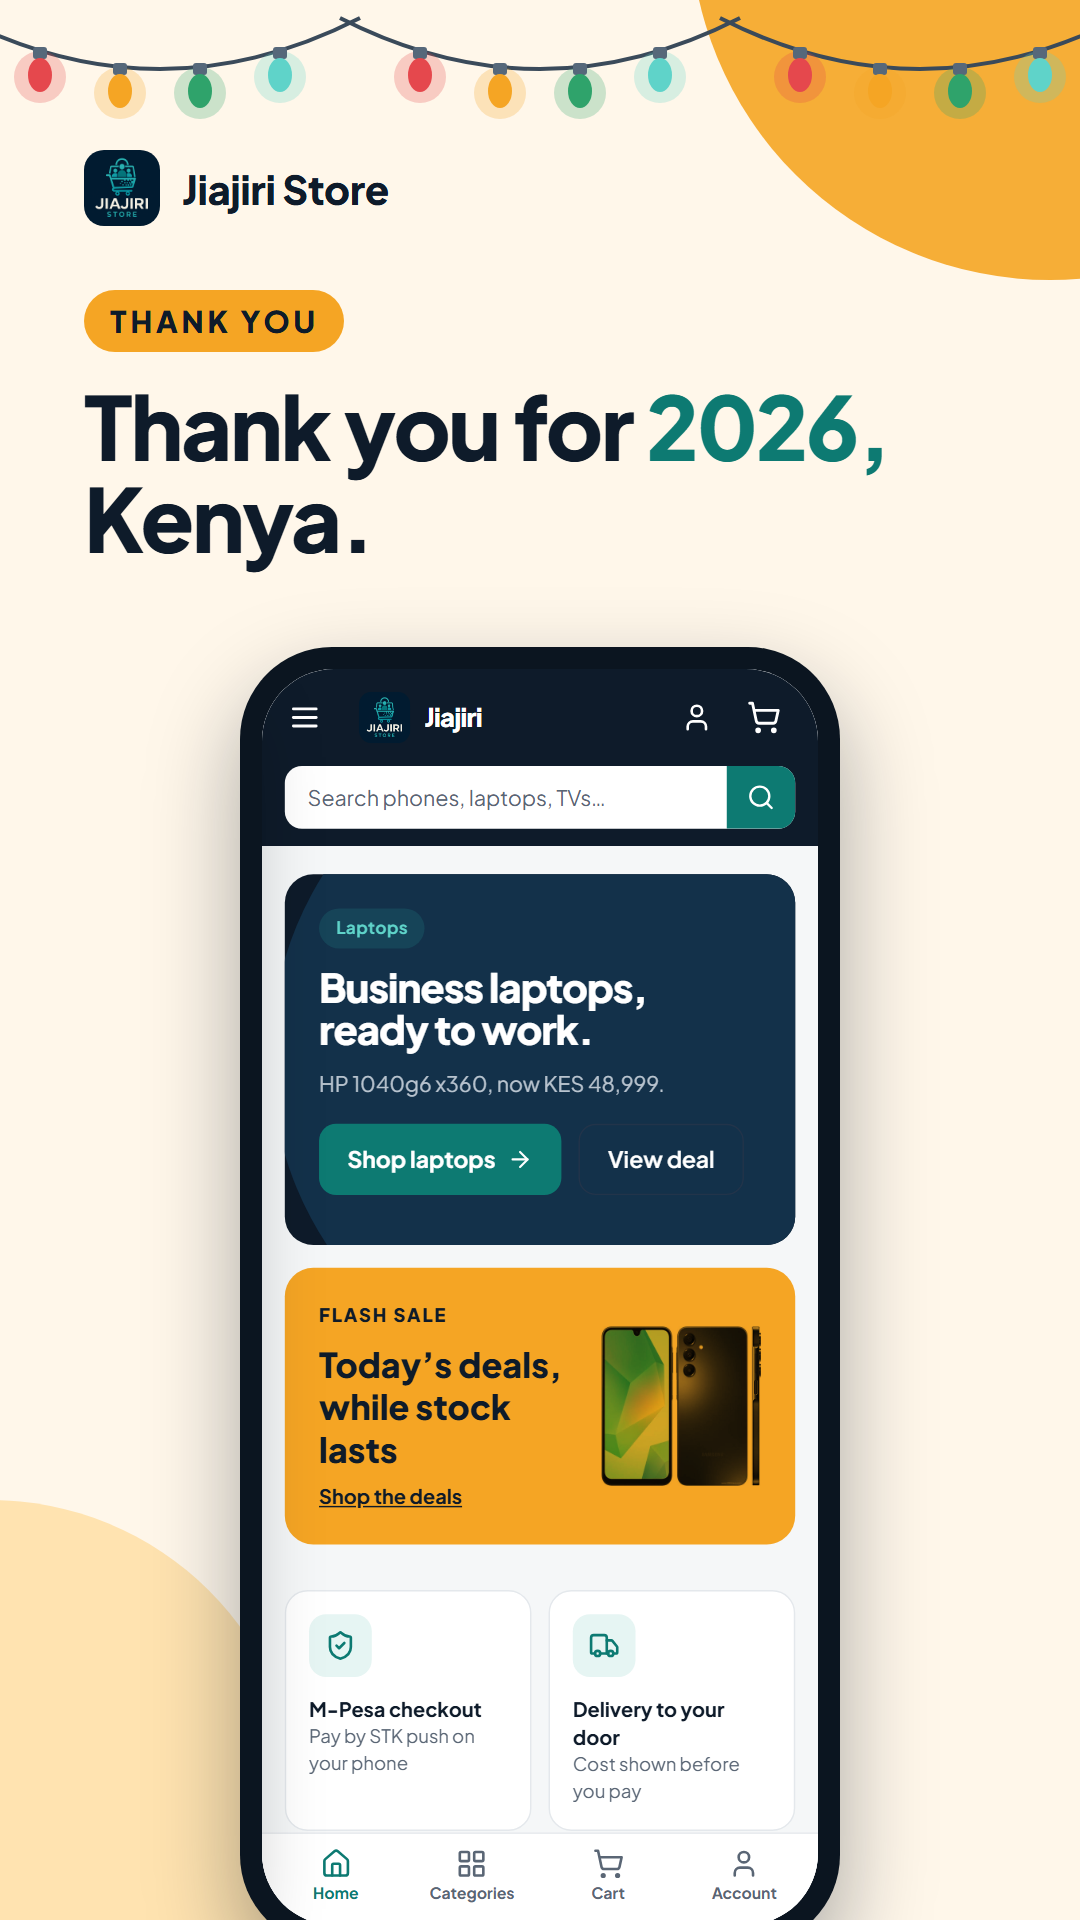 JIAJIRI
STORE
Jiajiri Store
THANK YOU
Thank you for 2026,
Kenya.
JIAJIRI
STORE
Jiajiri
Search phones, laptops, TVs...
Laptops
Business laptops,
ready to work.
HP 1040g6 x360, now KES 48,999.
Shop laptops
View deal
FLASH SALE
Today’s deals,
while stock
lasts
Shop the deals
M-Pesa checkout
Pay by STK push on
your phone
Delivery to your
door
Cost shown before
you pay
Home
Categories
Cart
Account